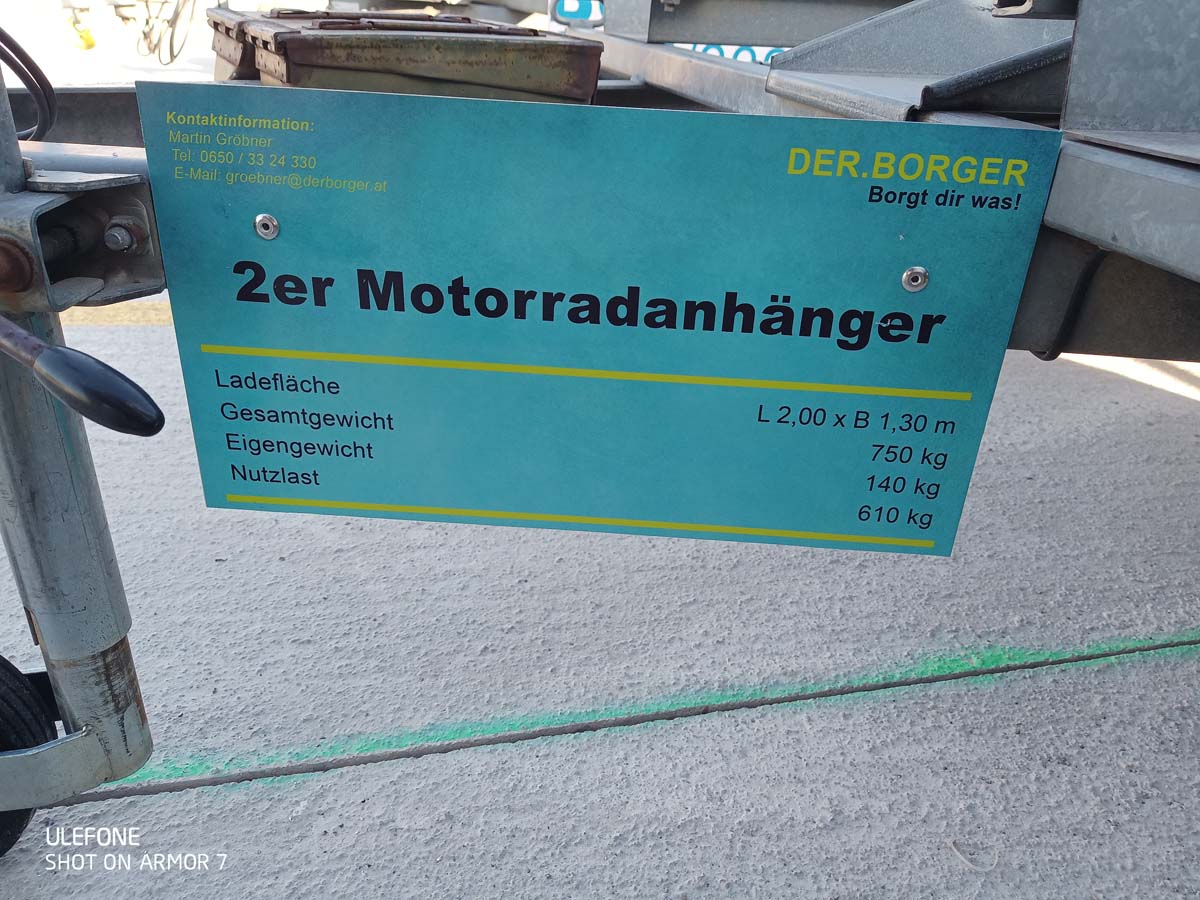 Kontaktinformation:
Martin Gröbner
Tel: 0650 / 33 24 330
E-Mail: groebner@derborger.at
DER.BORGER
Borgt dir was!
2er Motorradanhänger
Ladefläche L 2,00 x B 1,30 m
Gesamtgewicht 750 kg
Eigengewicht 140 kg
Nutzlast 610 kg
ULEFONE
SHOT ON ARMOR 7